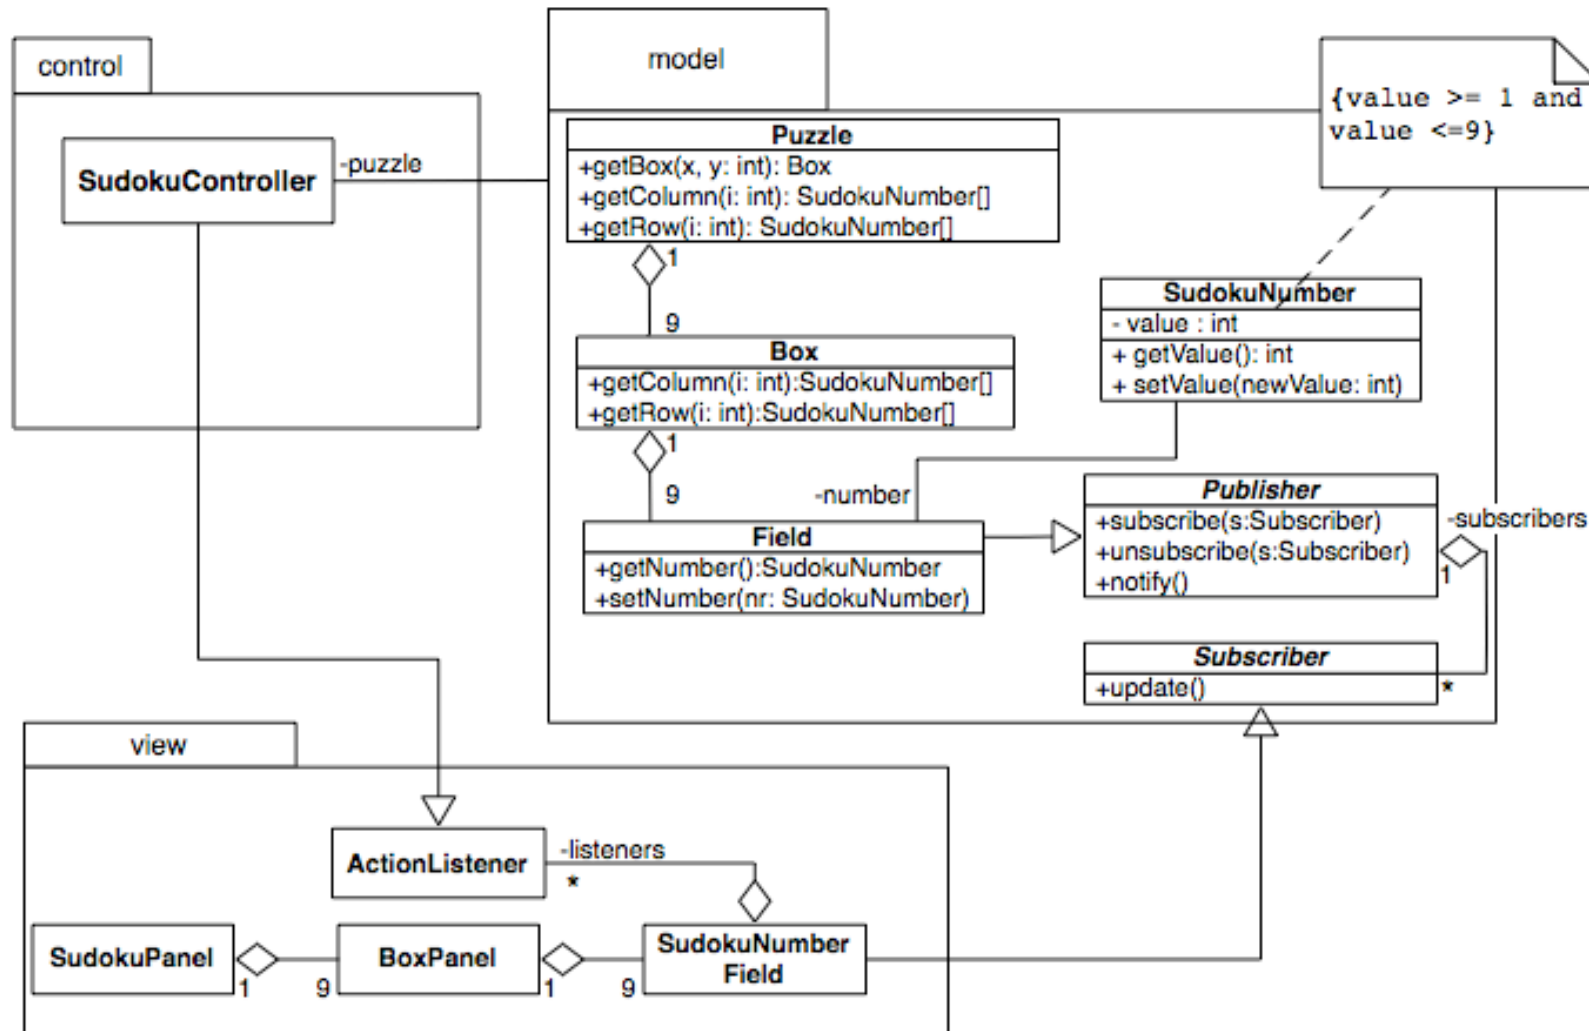 control
SudokuController
-puzzle
model
{value >= 1 and
value <=9}
Puzzle
+getBox(x, y: int): Box
+getColumn(i: int): SudokuNumber[]
+getRow(i: int): SudokuNumber[]
1
9
Box
+getColumn(i: int):SudokuNumber[]
+getRow(i: int):SudokuNumber[]
1
9
SudokuNumber
- value : int
+ getValue(): int
+ setValue(newValue: int)
-number
Field
+getNumber():SudokuNumber
+setNumber(nr: SudokuNumber)
Publisher
+subscribe(s:Subscriber)
+unsubscribe(s:Subscriber)
+notify()
-subscribers
1
Subscriber
+update()
*
view
ActionListener
-listeners
*
SudokuPanel
1
9
BoxPanel
1
9
SudokuNumber
Field